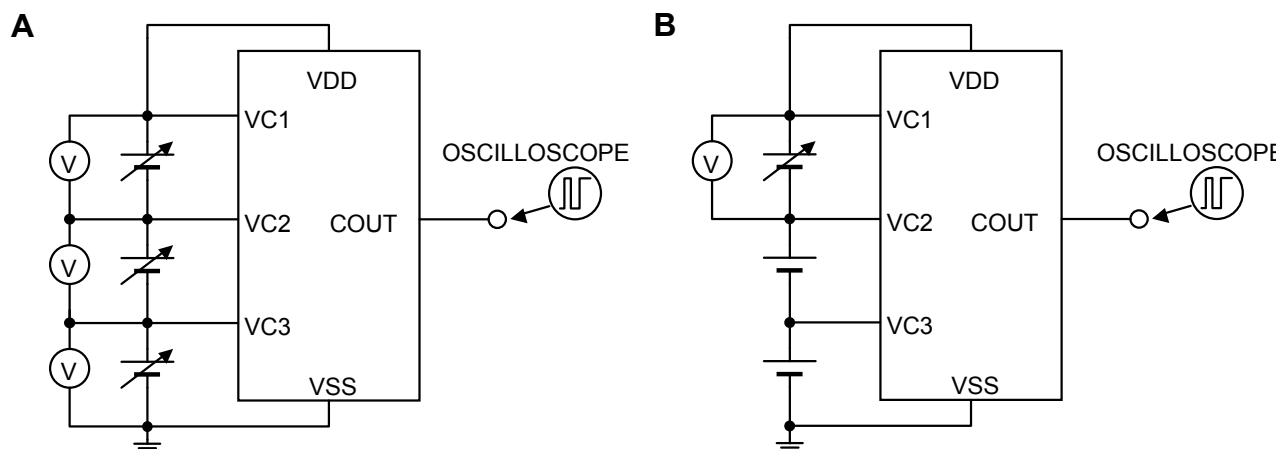 A
VDD
VC1
V
OSCILLOSCOPE
VC2
COUT
V
VC3
V
VSS
B
VDD
VC1
V
OSCILLOSCOPE
VC2
COUT
VC3
VSS